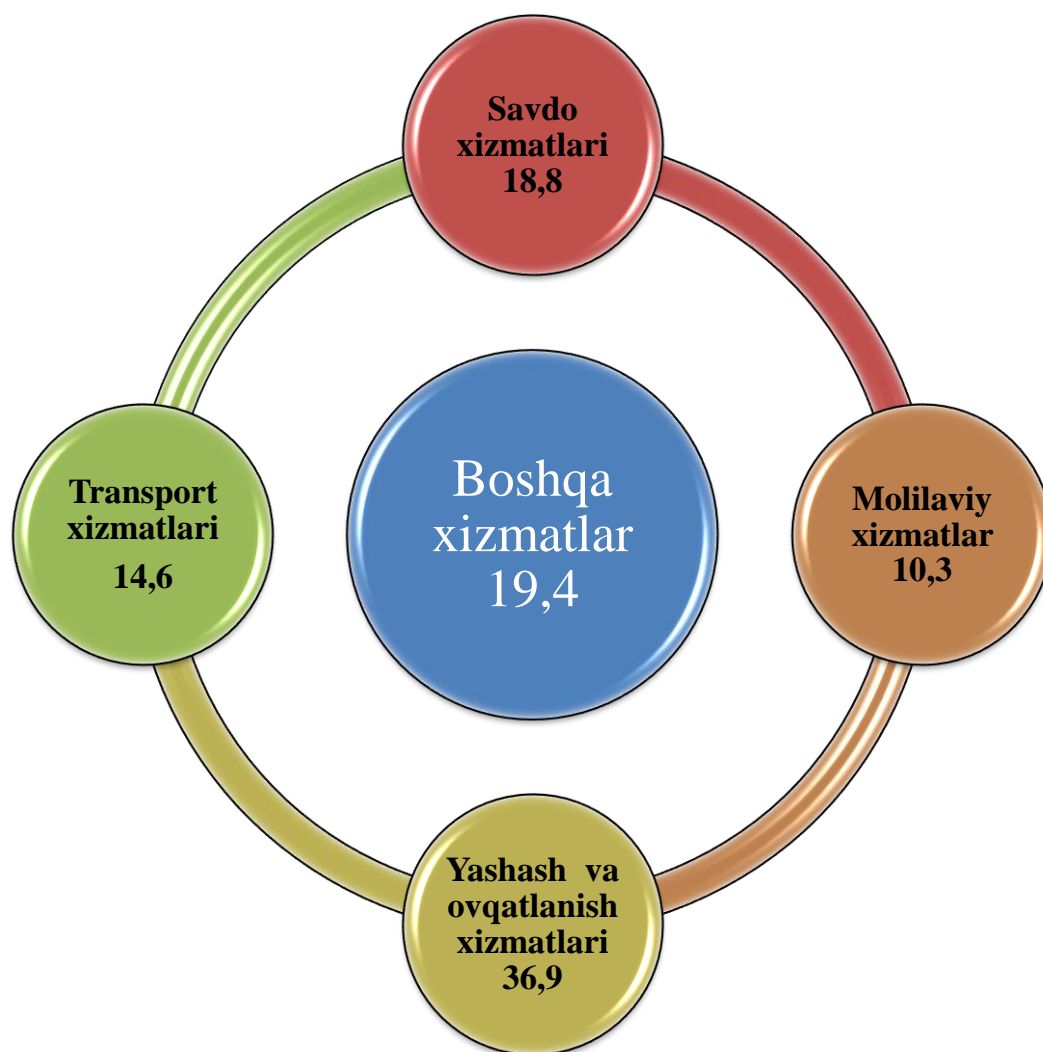 Savdo
xizmatlari
18,8
Transport
xizmatlari
14,6
Boshqa
xizmatlar
19,4
Molilaviy
xizmatlar
10,3
Yashash va
ovqatlanish
xizmatlari
36,9